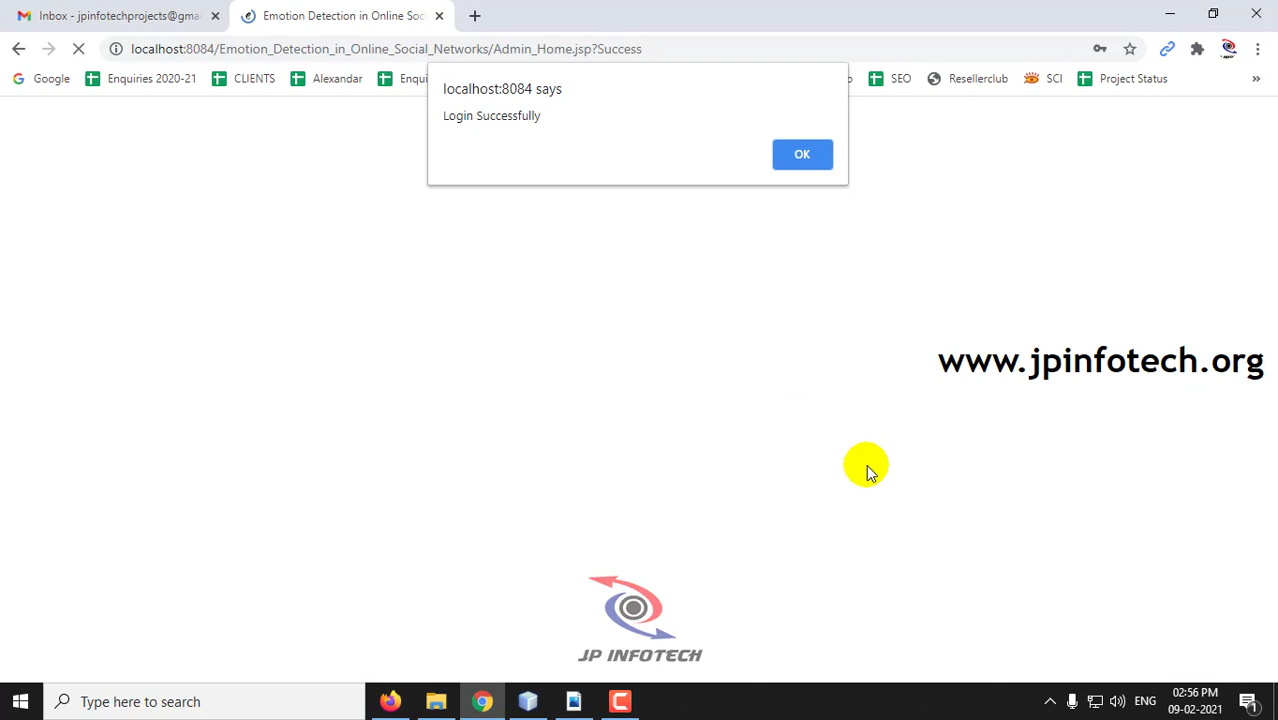 Inbox - jpinfotechprojects@gma
Emotion Detection in Online Soc
localhost:8084/Emotion_Detection_in_Online_Social_Networks/Admin_Home.jsp?Success
Google
Enquiries 2020-21
CLIENTS
Alexandar
Enqui
SEO
Resellerclub
SCI
Project Status
»
localhost:8084 says
Login Successfully
OK
www.jpinfotech.org
JP INFOTECH
Type here to search
ENG
02:56 PM
09-02-2021
1